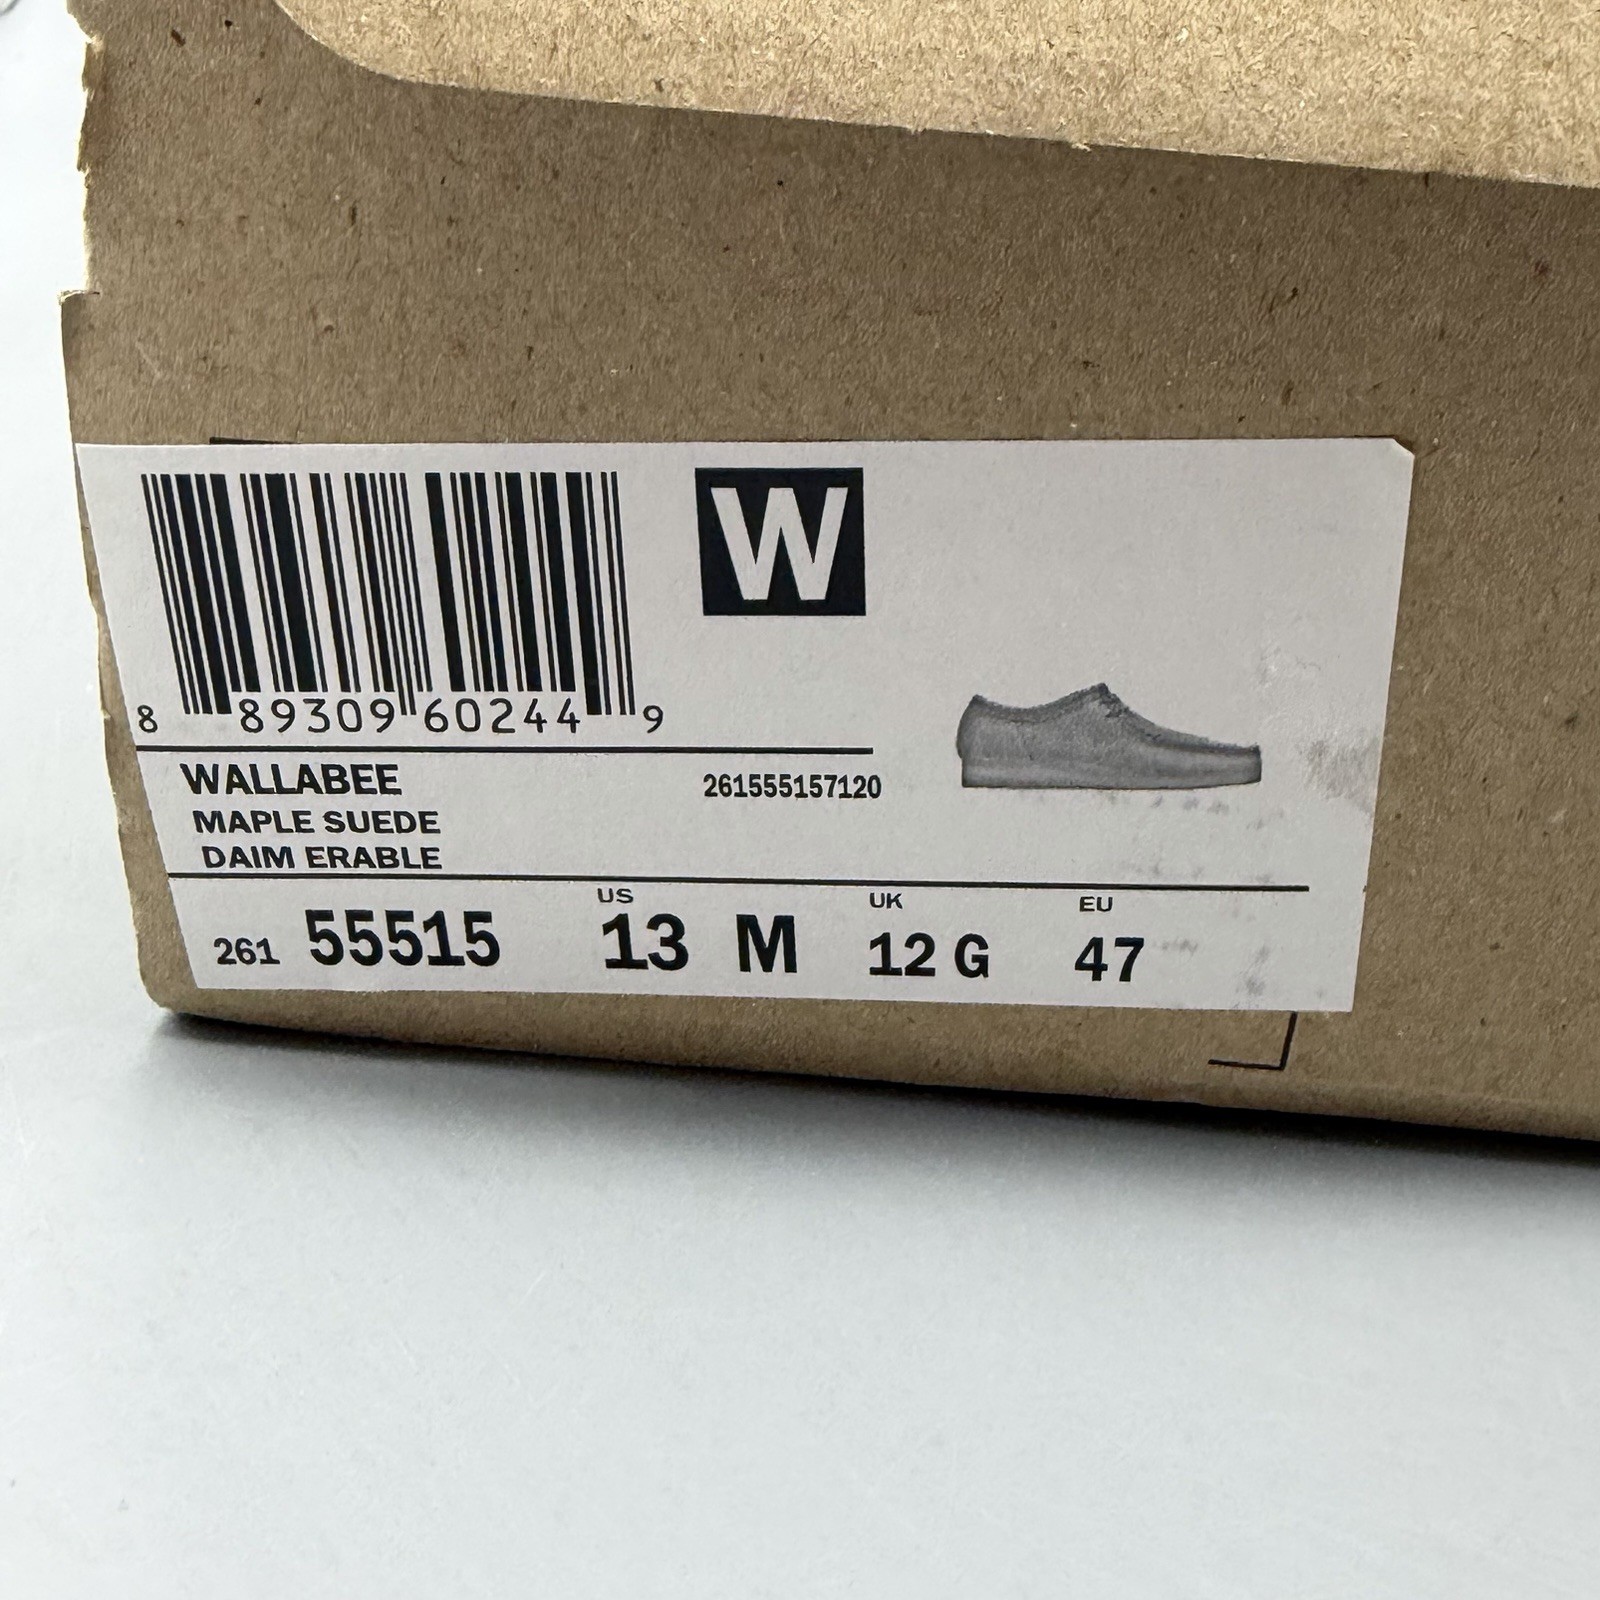 W
8 89309 60244 9
WALLABEE 261555157120
MAPLE SUEDE
DAIM ERABLE
US UK EU
261 55515 13 M 12 G 47